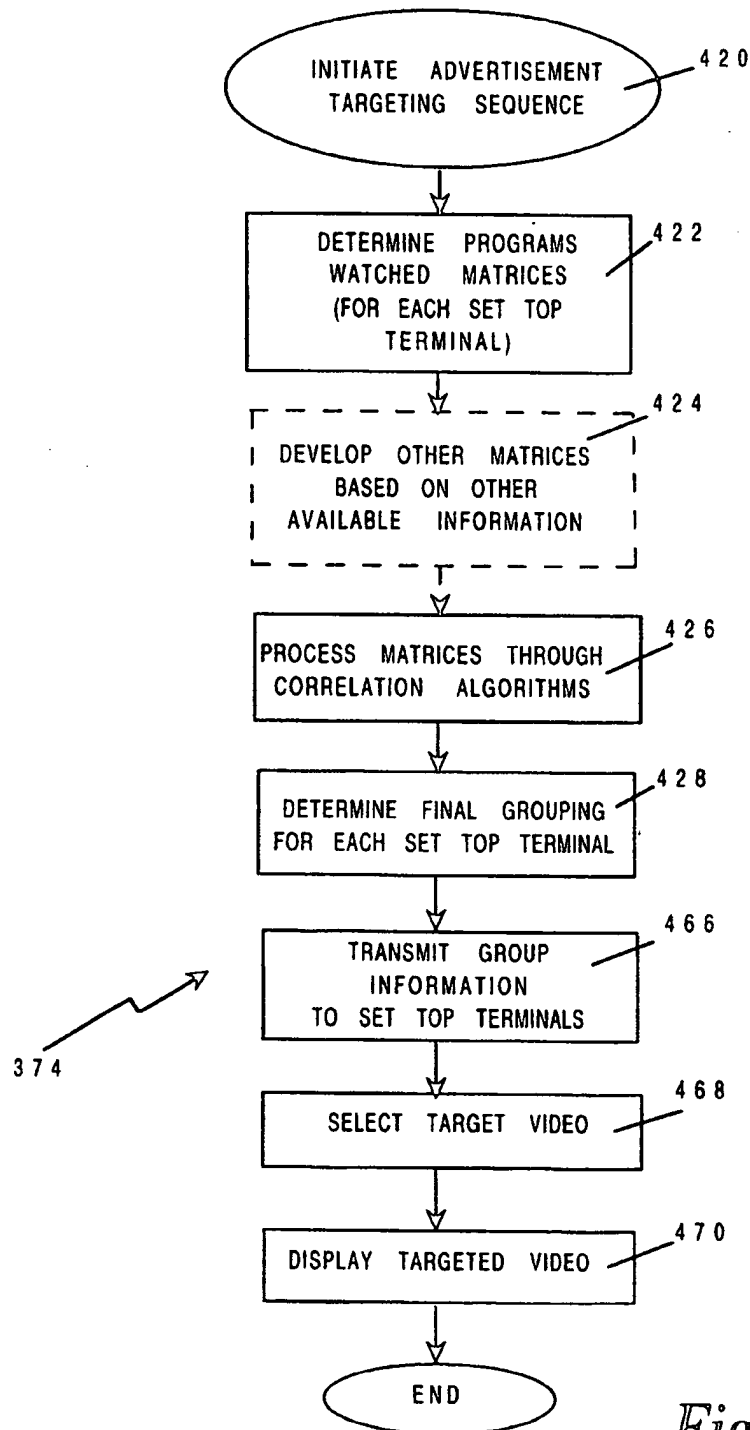 INITIATE ADVERTISEMENT
TARGETING SEQUENCE
420
DETERMINE PROGRAMS
WATCHED MATRICES
(FOR EACH SET TOP
TERMINAL)
422
DEVELOP OTHER MATRICES
BASED ON OTHER
AVAILABLE INFORMATION
424
PROCESS MATRICES THROUGH
CORRELATION ALGORITHMS
426
DETERMINE FINAL GROUPING
FOR EACH SET TOP TERMINAL
428
TRANSMIT GROUP
INFORMATION
TO SET TOP TERMINALS
466
374
SELECT TARGET VIDEO
468
DISPLAY TARGETED VIDEO
470
END